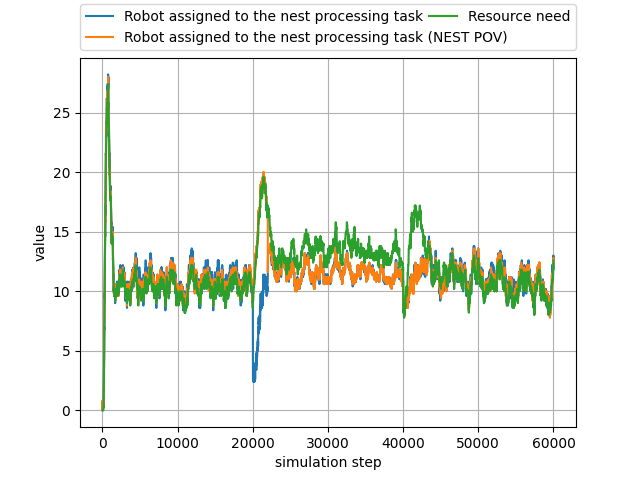 Robot assigned to the nest processing task
Resource need
Robot assigned to the nest processing task (NEST POV)
25
20
15
10
5
0
value
0 10000 20000 30000 40000 50000 60000
simulation step